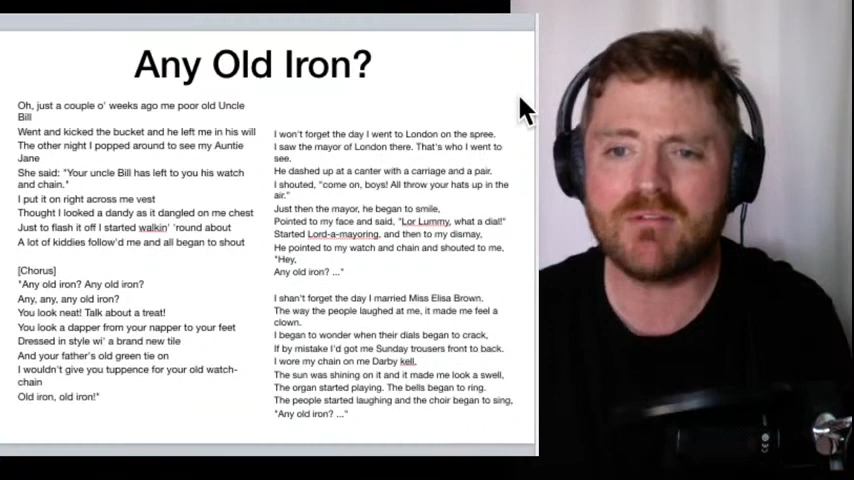 Any Old Iron?
Oh, just a couple o' weeks ago me poor old Uncle
Bill
Went and kicked the bucket and he left me in his will
The other night I popped around to see my Auntie
Jane
She said: "Your uncle Bill has left to you his watch
and chain."
I put it on right across me vest
Thought I looked a dandy as it dangled on me chest
Just to flash it off I started walkin' 'round about
A lot of kiddies follow'd me and all began to shout
[Chorus]
"Any old iron? Any old iron?
Any, any, any old iron?
You look neat! Talk about a treat!
You look a dapper from your napper to your feet
Dressed in style wi' a brand new tile
And your father's old green tie on
I wouldn't give you tuppence for your old watch-
chain
Old iron, old iron!"
I won't forget the day I went to London on the spree.
I saw the mayor of London there. That's who I went to
see.
He dashed up at a canter with a carriage and a pair.
I shouted, "come on, boys! All throw your hats up in the
air."
Just then the mayor, he began to smile,
Pointed to my face and said, "Lor Lummy, what a dial!"
Started Lord-a-mayoring, and then to my dismay,
He pointed to my watch and chain and shouted to me,
"Hey,
Any old iron? ..."
I shan't forget the day I married Miss Elisa Brown.
The way the people laughed at me, it made me feel a
clown.
I began to wonder when their dials began to crack,
If by mistake I'd got me Sunday trousers front to back.
I wore my chain on me Darby kell,
The sun was shining on it and it made me look a swell,
The organ started playing. The bells began to ring.
The people started laughing and the choir began to sing,
"Any old iron? ..."